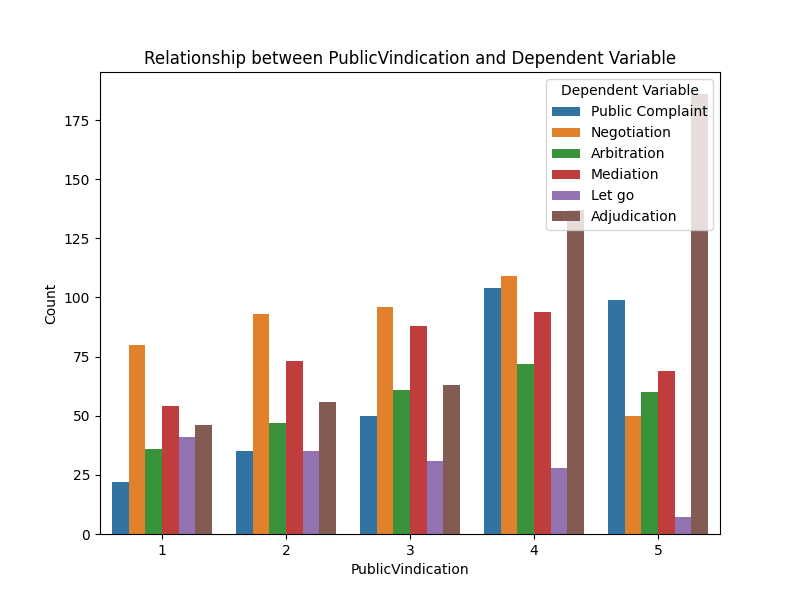 Relationship between PublicVindication and Dependent Variable
Dependent Variable
Public Complaint
Negotiation
Arbitration
Mediation
Let go
Adjudication
Count
175
150
125
100
75
50
25
0
1 2 3 4 5
PublicVindication